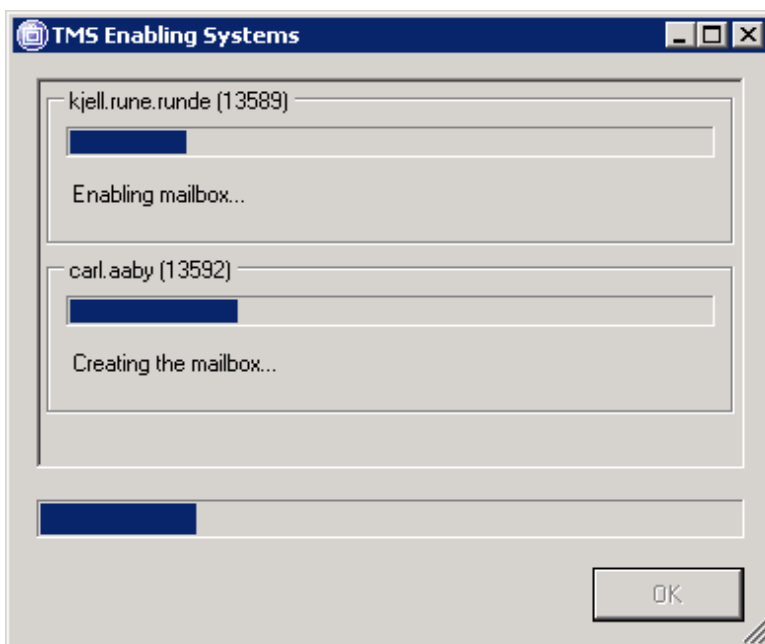 TMS Enabling Systems
kjell.rune.runde (13589)
Enabling mailbox...
carl.aaby (13592)
Creating the mailbox...
OK